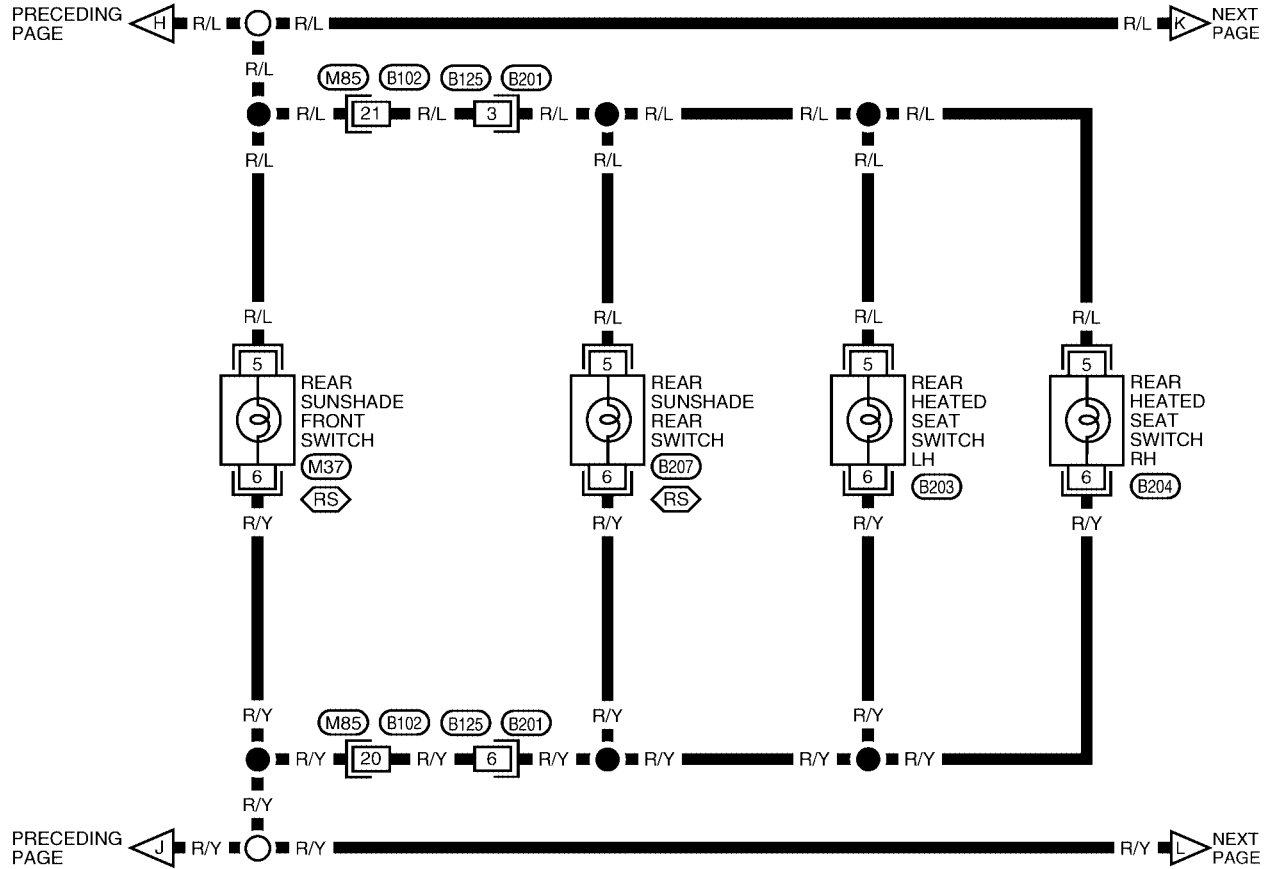 PRECEDING
PAGE
H
R/L
R/L
R/L
K
NEXT
PAGE
R/L
M85
B102
B125
B201
R/L
21
R/L
3
R/L
R/L
R/L
R/L
R/L
R/L
R/L
R/L
R/L
R/L
R/L
5
REAR
SUNSHADE
FRONT
SWITCH
M37
RS
6
5
REAR
SUNSHADE
REAR
SWITCH
B207
RS
6
5
REAR
HEATED
SEAT
SWITCH
LH
B203
6
5
REAR
HEATED
SEAT
SWITCH
RH
B204
6
R/Y
R/Y
R/Y
R/Y
R/Y
R/Y
R/Y
M85
B102
B125
B201
R/Y
20
R/Y
6
R/Y
R/Y
R/Y
R/Y
R/Y
PRECEDING
PAGE
J
R/Y
R/Y
R/Y
L
NEXT
PAGE